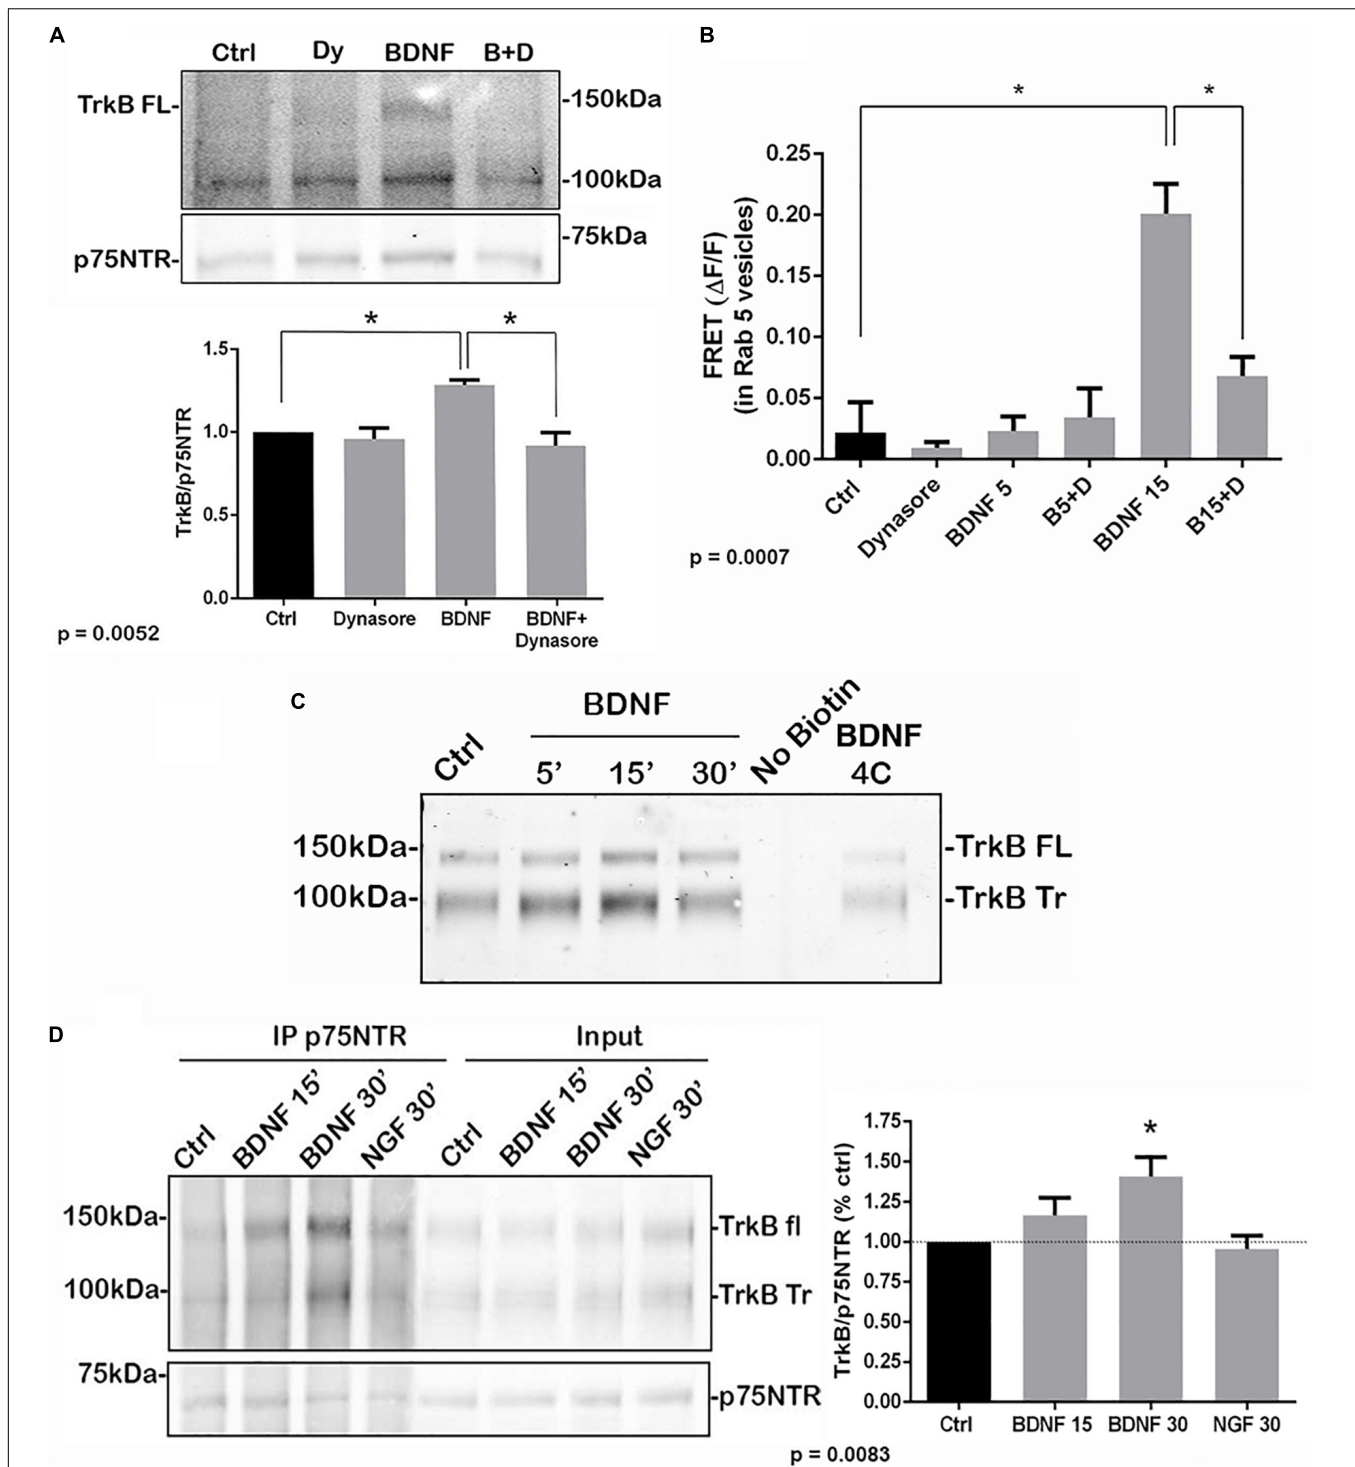 A
Ctrl Dy BDNF B+D
TrkB FL-
-150kDa
-100kDa
-75kDa
p75NTR-
* *
TrkB/p75NTR
1.5
1.0
0.5
0.0
Ctrl Dynasore BDNF BDNF+
Dynasore
p = 0.0052
B
* *
FRET (ΔF/F)
(in Rab 5 vesicles)
0.25
0.20
0.15
0.10
0.05
0.00
Ctrl Dynasore BDNF 5 B5+D BDNF 15 B15+D
p = 0.0007
C
BDNF
Ctrl 5’ 15’ 30’ No Biotin BDNF
4C
150kDa-
100kDa-
-TrkB FL
-TrkB Tr
D
IP p75NTR Input
Ctrl BDNF 15’ BDNF 30’ NGF 30’ Ctrl BDNF 15’ BDNF 30’ NGF 30’
150kDa-
100kDa-
75kDa-
-TrkB fl
-TrkB Tr
-p75NTR
TrkB/p75NTR (% ctrl)
1.75
1.50
1.25
1.00
0.75
0.50
0.25
0.00
*
Ctrl BDNF 15 BDNF 30 NGF 30
p = 0.0083